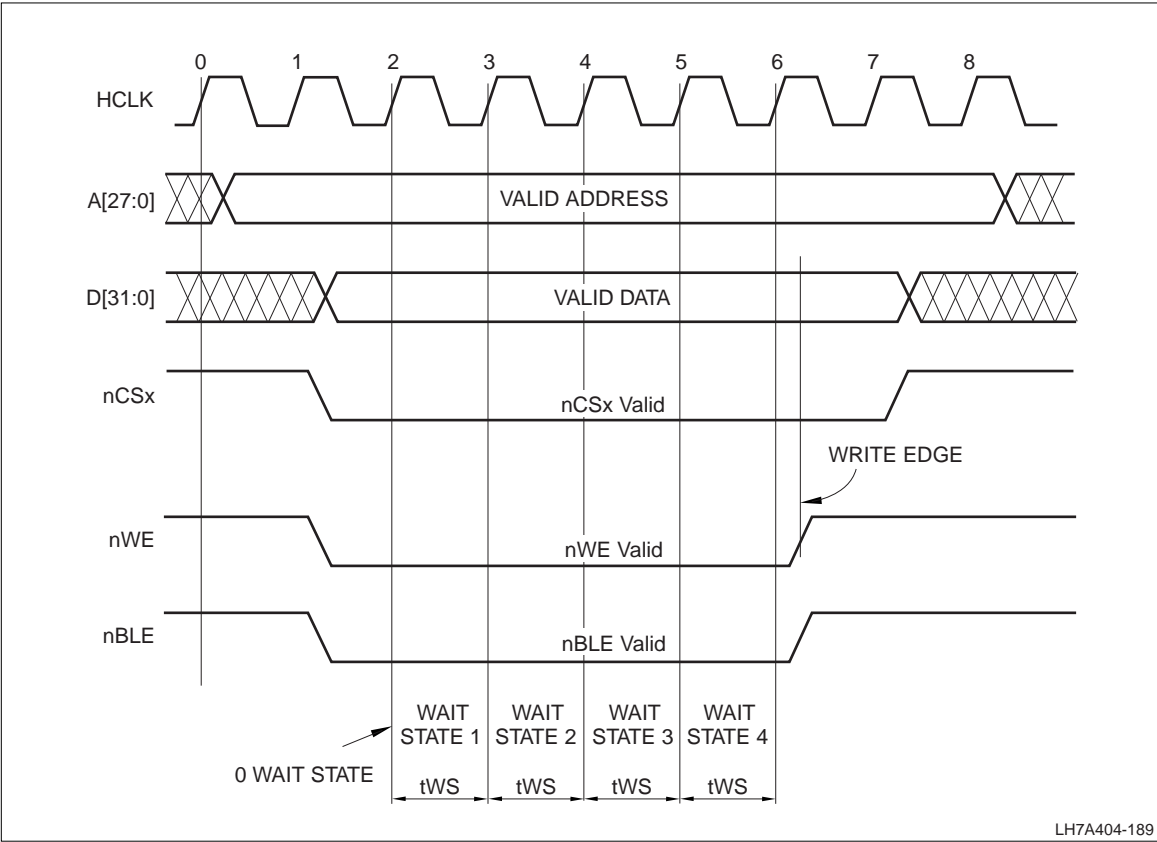 0 1 2 3 4 5 6 7 8
HCLK
A[27:0] VALID ADDRESS
D[31:0] VALID DATA
nCSx nCSx Valid
WRITE EDGE
nWE nWE Valid
nBLE nBLE Valid
WAIT WAIT WAIT WAIT
STATE 1 STATE 2 STATE 3 STATE 4
0 WAIT STATE
tWS tWS tWS tWS
LH7A404-189